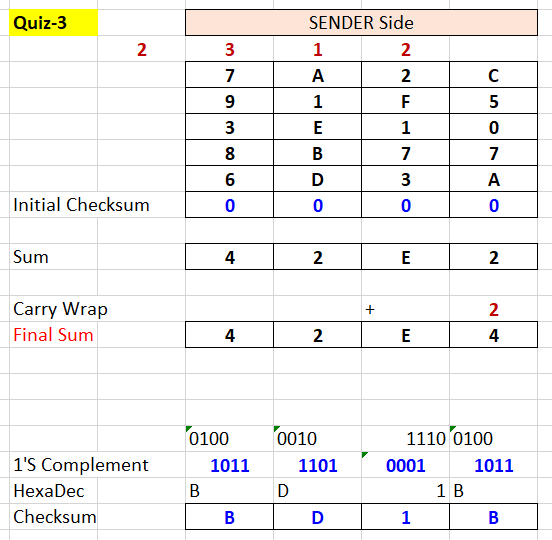 Quiz-3 SENDER Side
2 3 1 2
7 A 2 C
9 1 F 5
3 E 1 0
8 B 7 7
6 D 3 A
Initial Checksum 0 0 0 0
Sum 4 2 E 2
Carry Wrap + 2
Final Sum 4 2 E 4
0100 0010 1110 0100
1'S Complement 1011 1101 0001 1011
HexaDec B D 1 B
Checksum B D 1 B